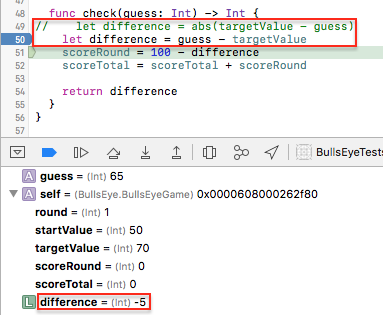 47
48 func check(guess: Int) -> Int {
49 // let difference = abs(targetValue - guess)
50 let difference = guess - targetValue
51 scoreRound = 100 - difference
52 scoreTotal = scoreTotal + scoreRound
53
54 return difference
55 }
56 }
57
BullsEyeTests
A guess = (Int) 65
A self = (BullsEye.BullsEyeGame) 0x0000608000262f80
round = (Int) 1
startValue = (Int) 50
targetValue = (Int) 70
scoreRound = (Int) 0
scoreTotal = (Int) 0
L difference = (Int) -5